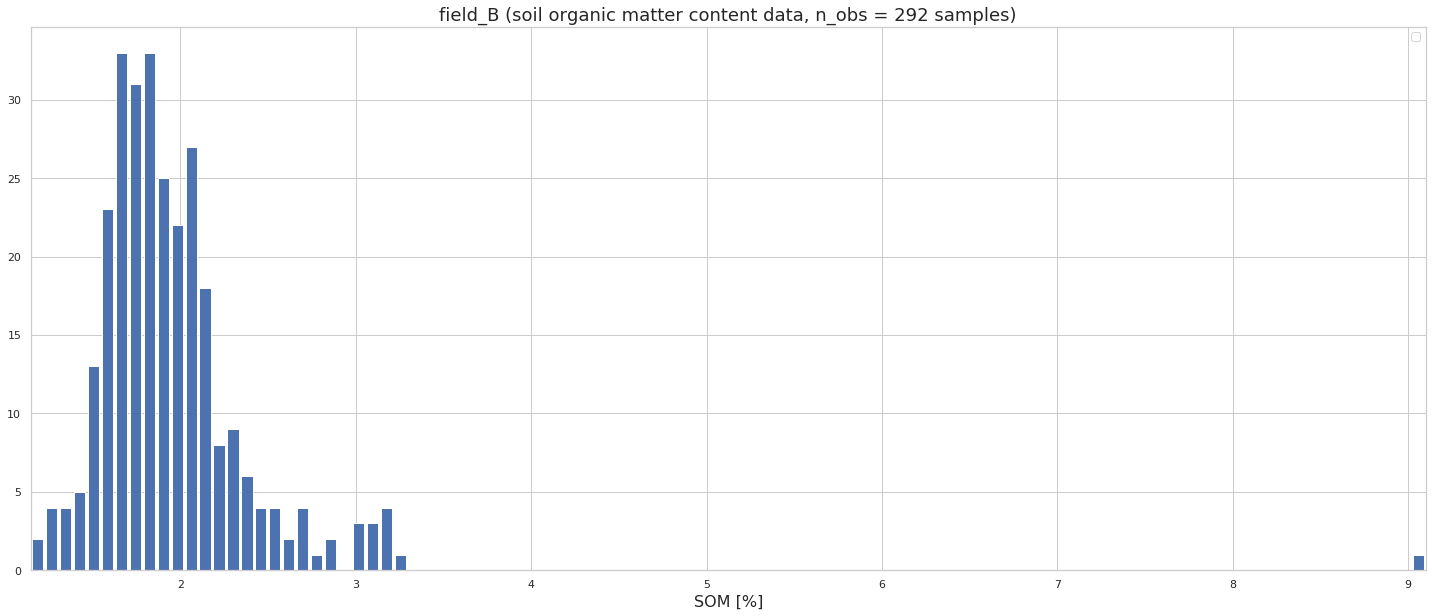 field_B (soil organic matter content data, n_obs = 292 samples)
30
25
20
15
10
5
0
2 3 4 5 6 7 8 9
SOM [%]